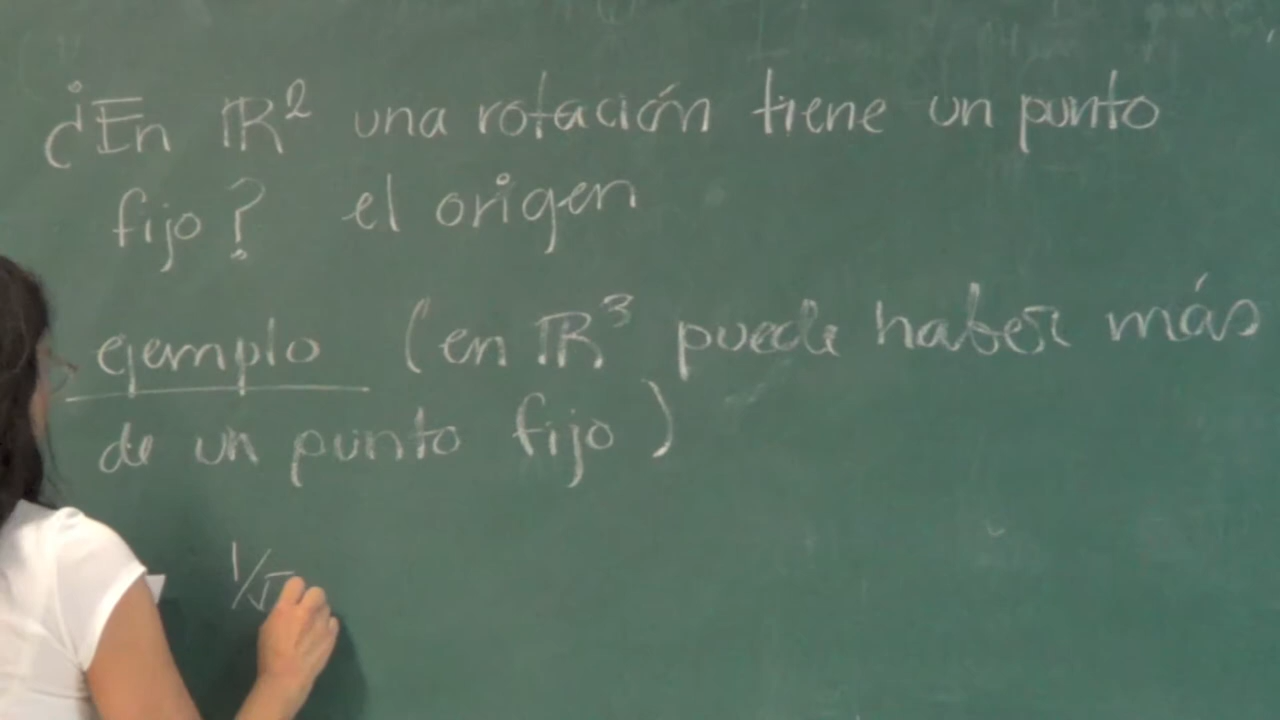 ¿En ℝ² una rotación tiene un punto
fijo? el origen
ejemplo (en ℝ³ puede haber más
de un punto fijo)
1/√